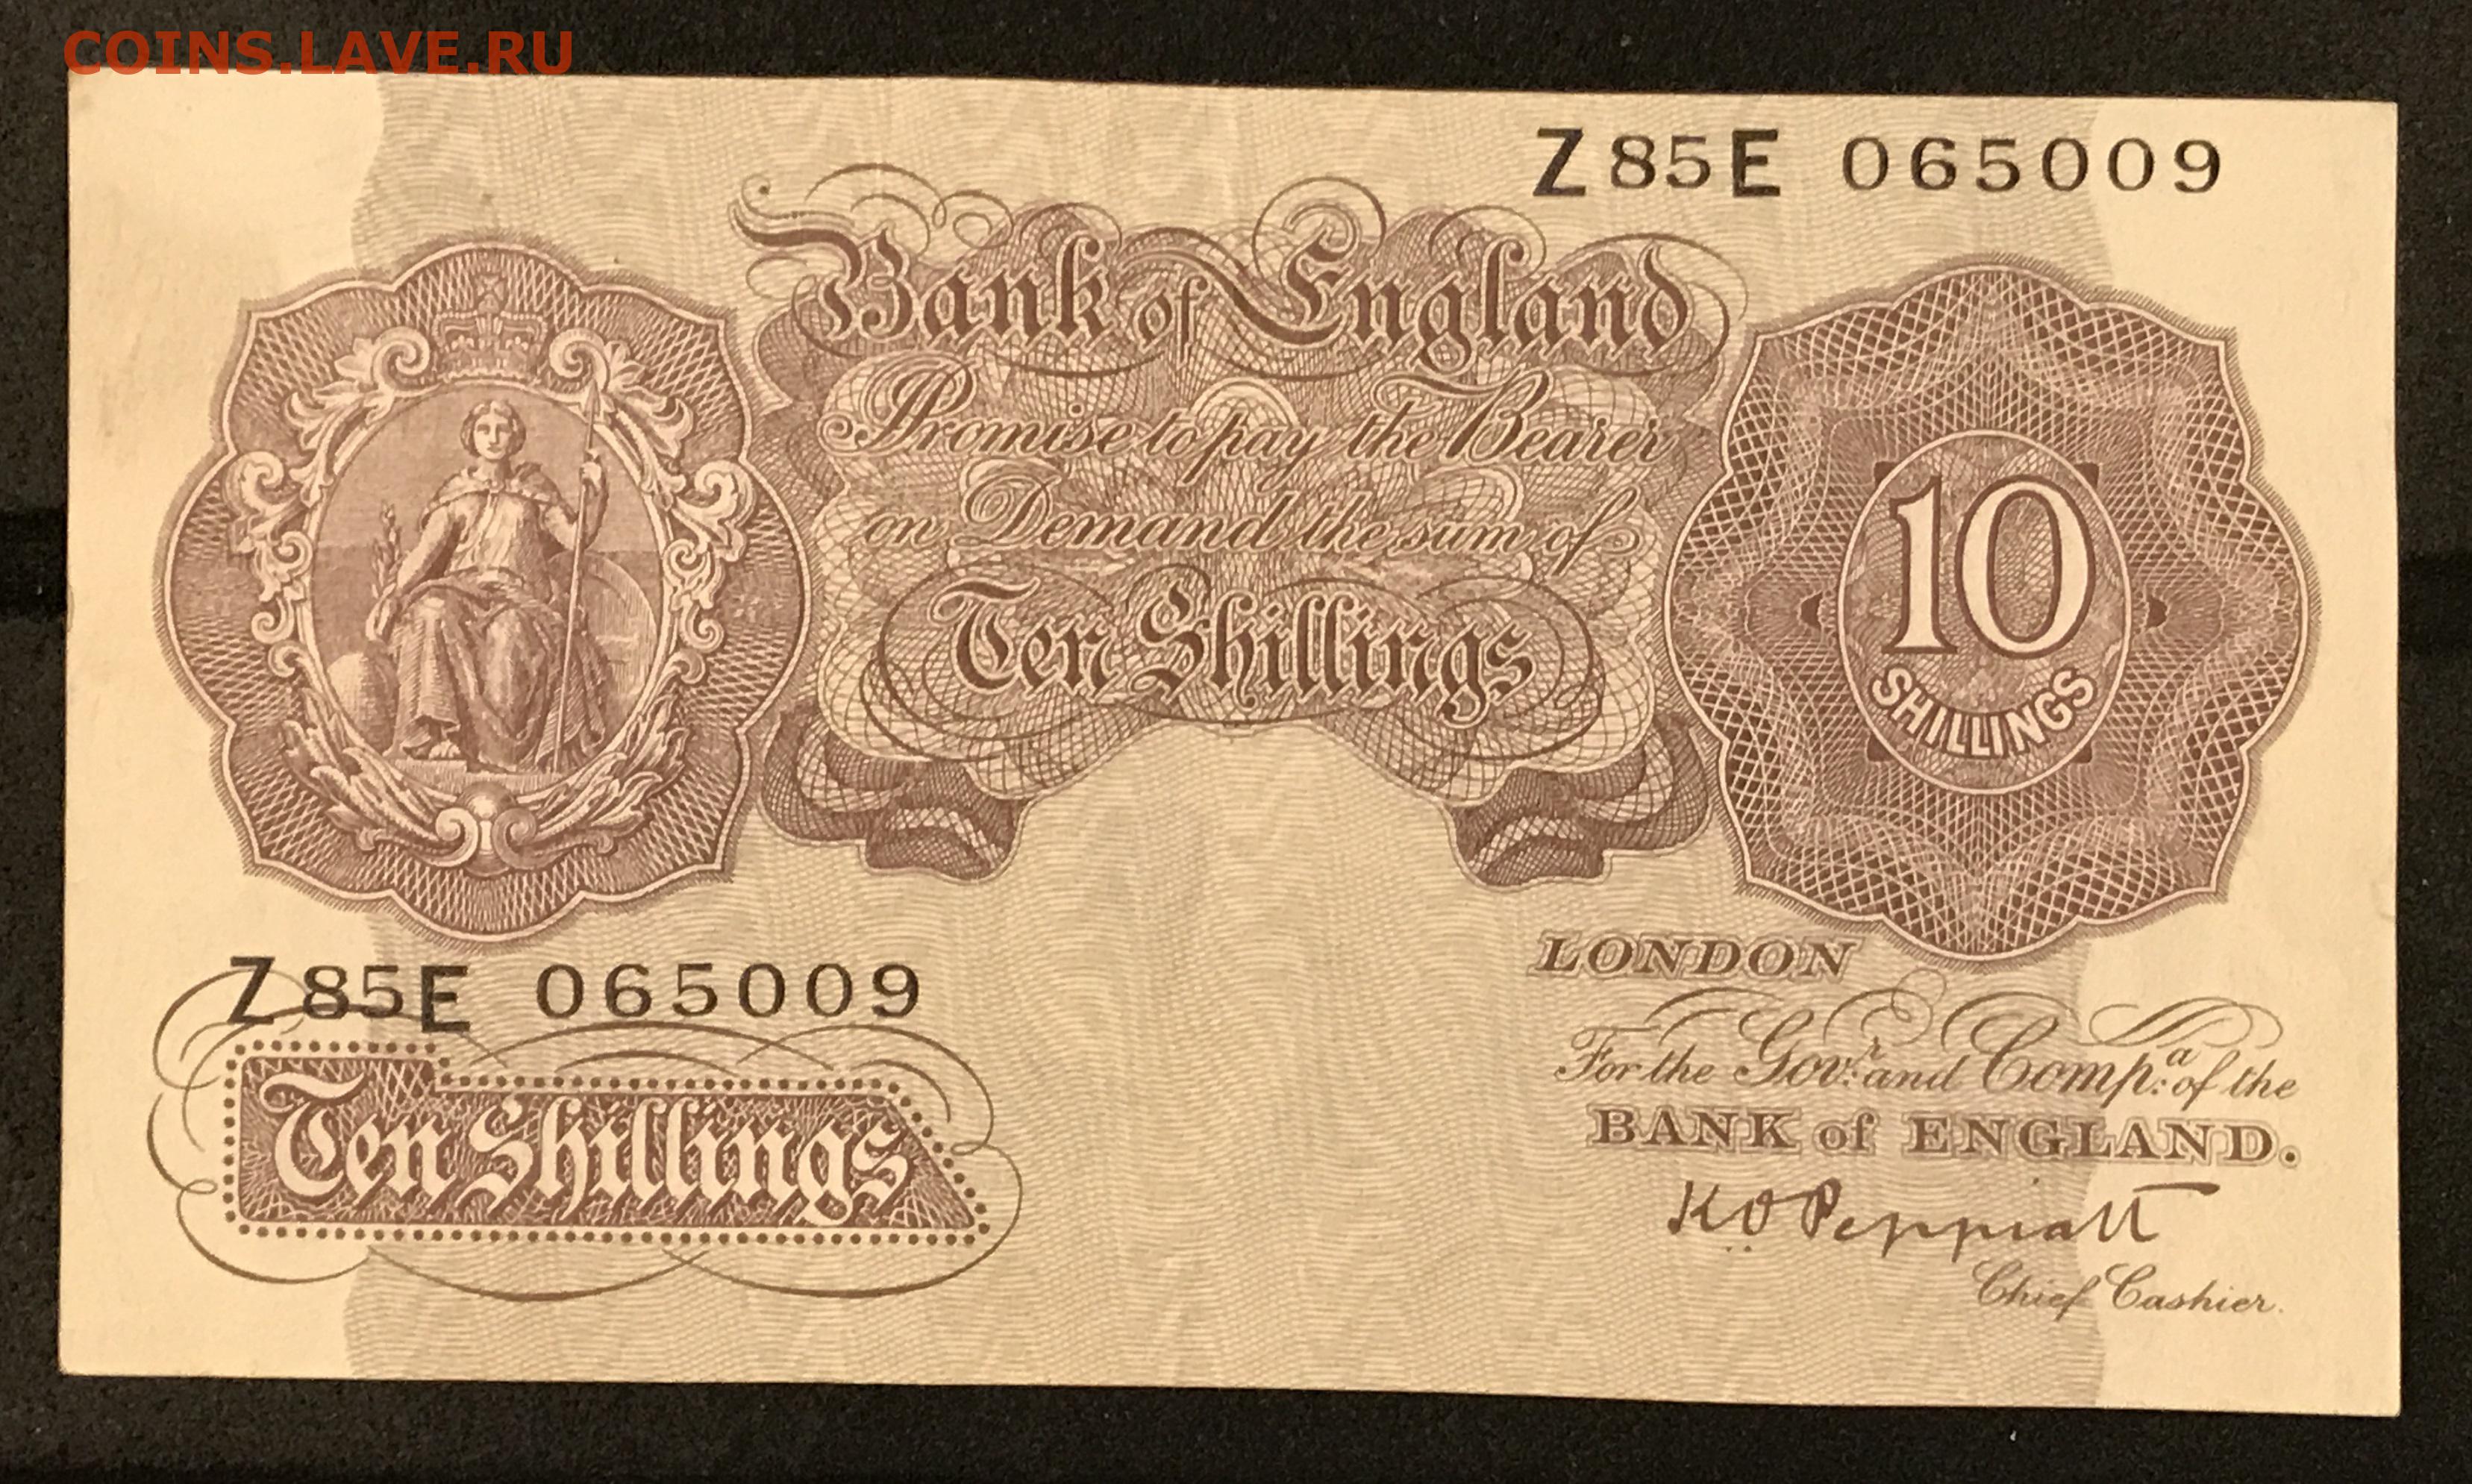 COINS.LAVE.RU
Z85E 065009
Bank of England
Promise to pay the Bearer
on Demand the sum of
Ten Shillings
10
SHILLINGS
LONDON
For the Govr. and Compa. of the
BANK of ENGLAND.
K O Peppiatt
Chief Cashier.
Z85E 065009
Ten Shillings